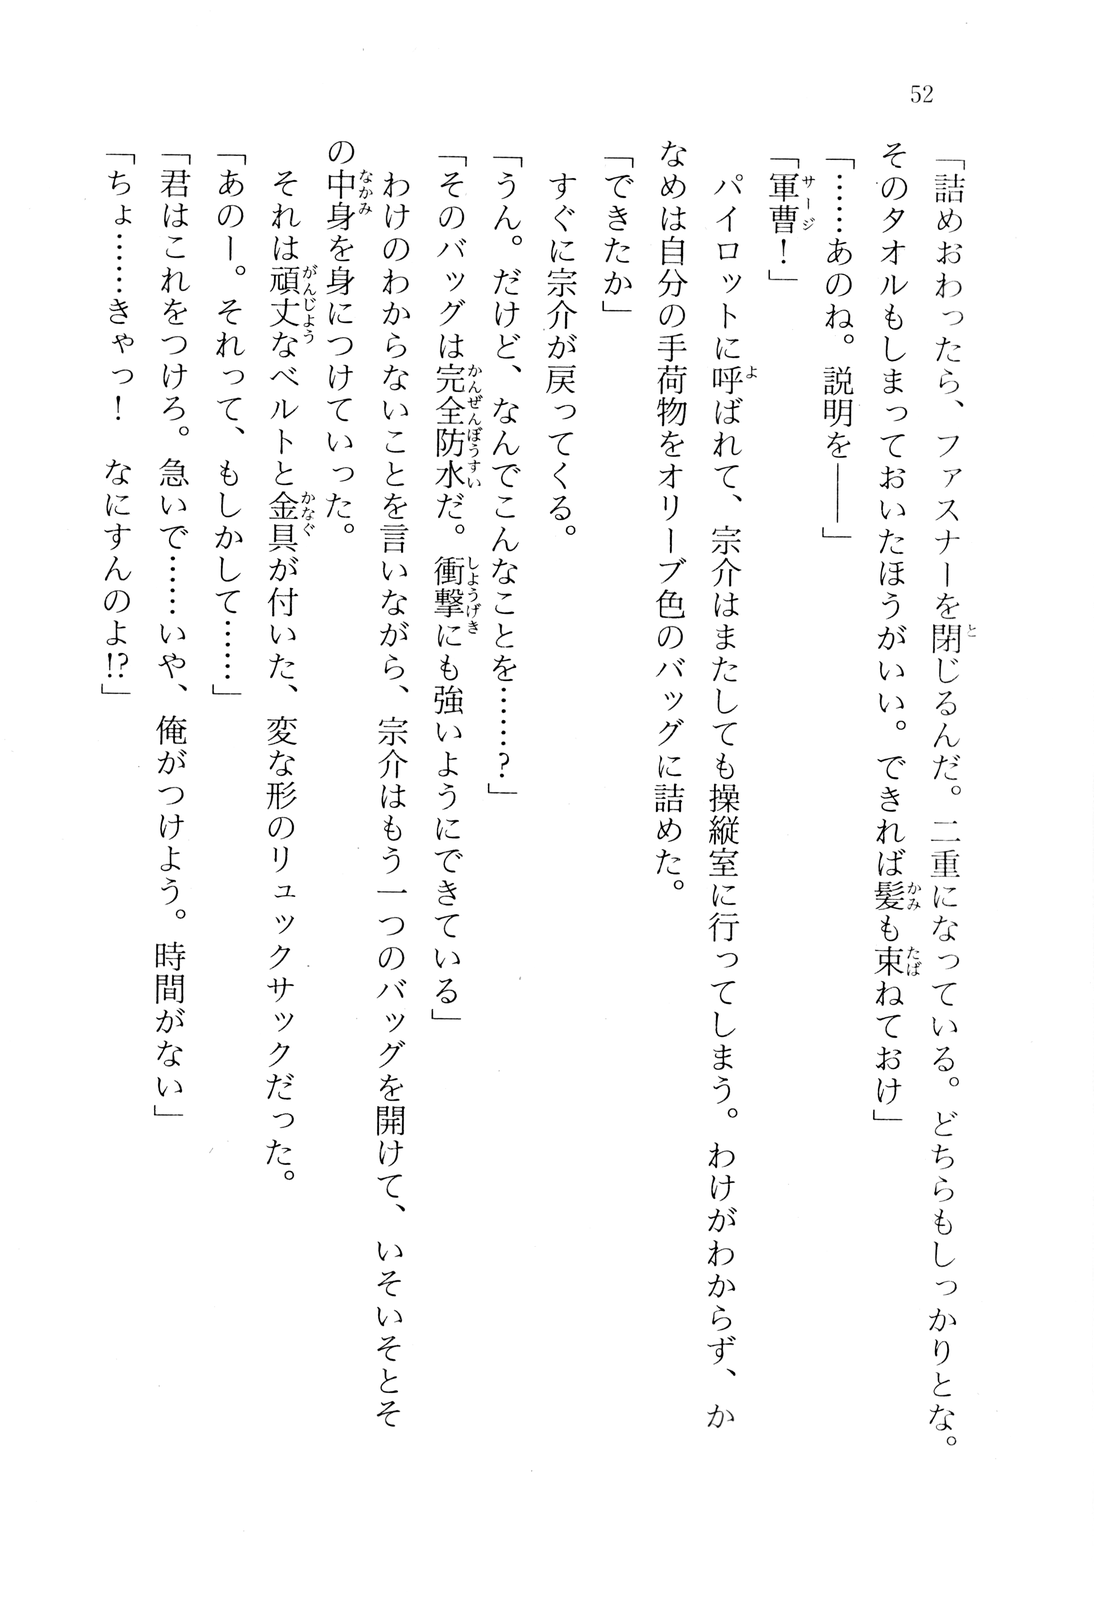 52
「詰めおわったら、ファスナーを閉じるんだ。二重になっている。どちらもしっかりとな。
そのタオルもしまっておいたほうがいい。できれば髪も束ねておけ」
「……あのね。説明を――」
「軍曹！」
　パイロットに呼ばれて、宗介はまたしても操縦室に行ってしまう。わけがわからず、か
なめは自分の手荷物をオリーブ色のバッグに詰めた。
「できたか」
　すぐに宗介が戻ってくる。
「うん。だけど、なんでこんなことを……？」
「そのバッグは完全防水だ。衝撃にも強いようにできている」
　わけのわからないことを言いながら、宗介はもう一つのバッグを開けて、いそいそとそ
の中身を身につけていった。
　それは頑丈なベルトと金具が付いた、変な形のリュックサックだった。
「あのー。それって、もしかして……」
「君はこれをつけろ。急いで……いや、俺がつけよう。時間がない」
「ちょ……きゃっ！　なにすんのよ!?」